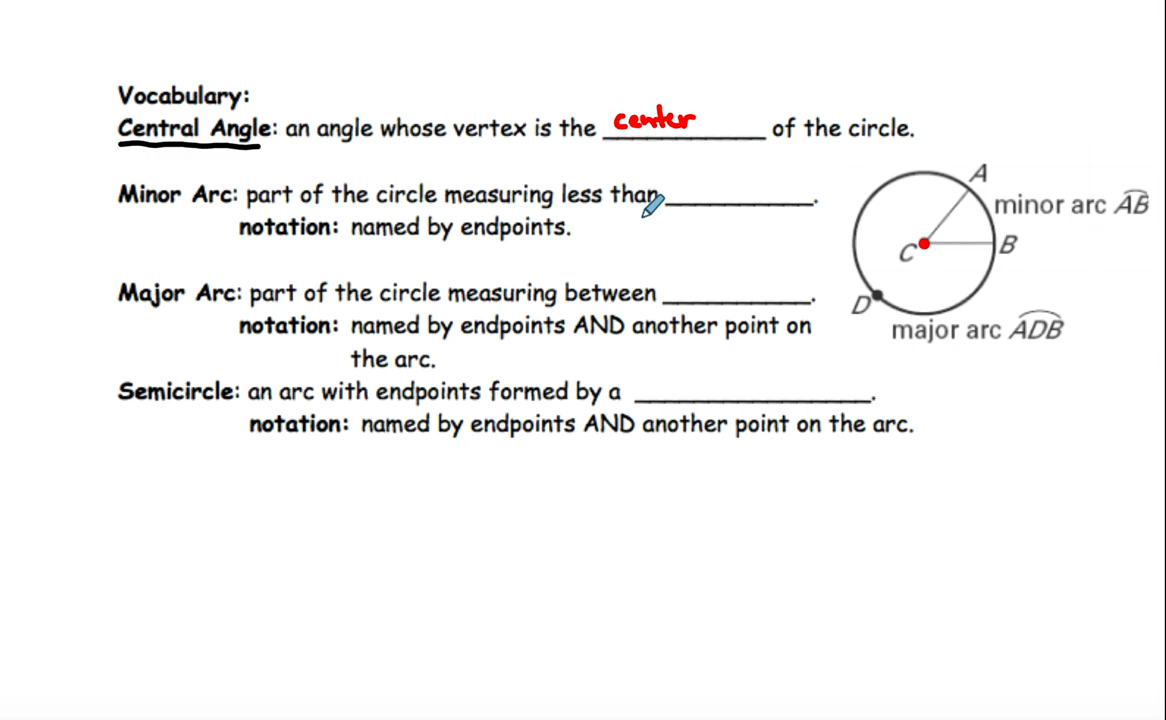 Vocabulary:
Central Angle: an angle whose vertex is the center of the circle.
Minor Arc: part of the circle measuring less than __________.
notation: named by endpoints.
Major Arc: part of the circle measuring between __________.
notation: named by endpoints AND another point on
the arc.
Semicircle: an arc with endpoints formed by a ________________.
notation: named by endpoints AND another point on the arc.
A
minor arc AB
C
B
D
major arc ADB